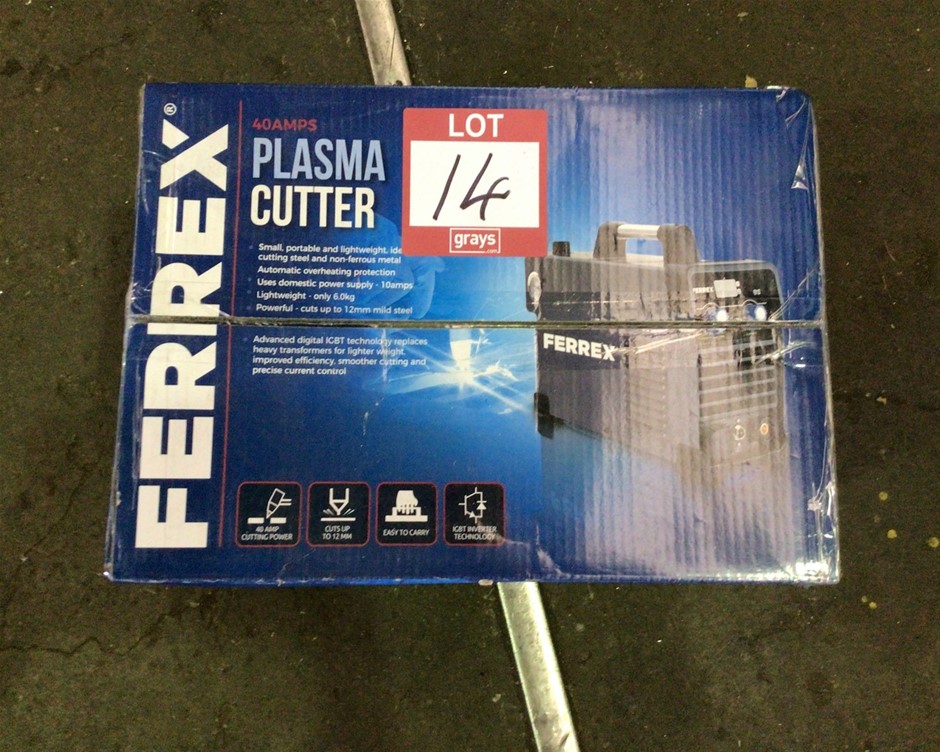 FERREX®
40AMPS
PLASMA
CUTTER
LOT
14
grays
.com
Small, portable and lightweight,
cutting steel and non-ferrous metal
Automatic overheating protection
Uses domestic power supply - 10amps
Lightweight - only 6.0kg
Powerful - cuts up to 12mm mild steel
Advanced digital IGBT technology replaces
heavy transformers for lighter weight,
improved efficiency, smoother cutting and
precise current control
FERREX
FERREX
40 AMP
CUTTING POWER
CUTS UP
TO 12 MM
EASY TO CARRY
IGBT INVERTER
TECHNOLOGY